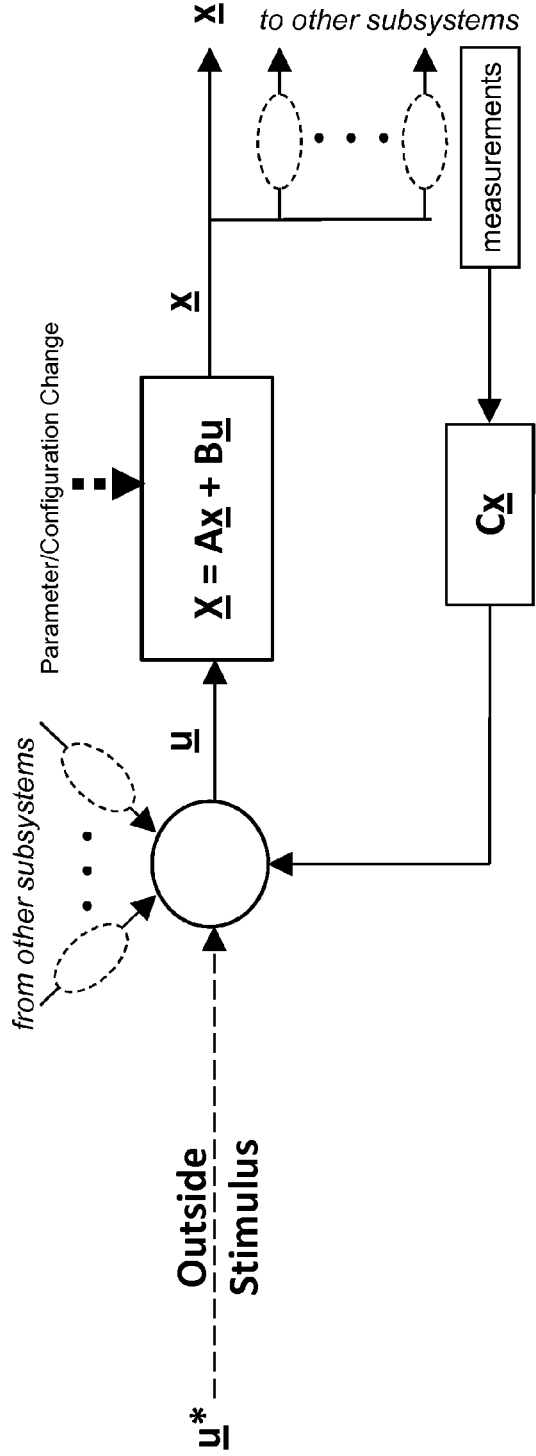 from other subsystems
Parameter/Configuration Change
to other subsystems
u*
Outside
Stimulus
u
X = Ax + Bu
x
x
Cx
measurements